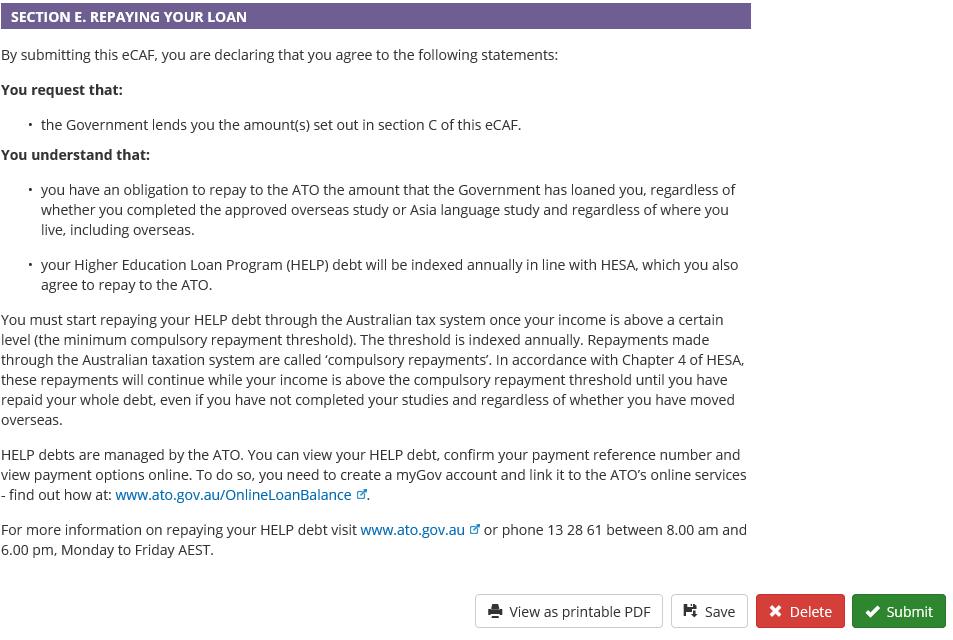 SECTION E. REPAYING YOUR LOAN
By submitting this eCAF, you are declaring that you agree to the following statements:
You request that:
• the Government lends you the amount(s) set out in section C of this eCAF.
You understand that:
• you have an obligation to repay to the ATO the amount that the Government has loaned you, regardless of
whether you completed the approved overseas study or Asia language study and regardless of where you
live, including overseas.
• your Higher Education Loan Program (HELP) debt will be indexed annually in line with HESA, which you also
agree to repay to the ATO.
You must start repaying your HELP debt through the Australian tax system once your income is above a certain
level (the minimum compulsory repayment threshold). The threshold is indexed annually. Repayments made
through the Australian taxation system are called ‘compulsory repayments’. In accordance with Chapter 4 of HESA,
these repayments will continue while your income is above the compulsory repayment threshold until you have
repaid your whole debt, even if you have not completed your studies and regardless of whether you have moved
overseas.
HELP debts are managed by the ATO. You can view your HELP debt, confirm your payment reference number and
view payment options online. To do so, you need to create a myGov account and link it to the ATO’s online services
- find out how at: www.ato.gov.au/OnlineLoanBalance.
For more information on repaying your HELP debt visit www.ato.gov.au or phone 13 28 61 between 8.00 am and
6.00 pm, Monday to Friday AEST.
View as printable PDF Save Delete Submit